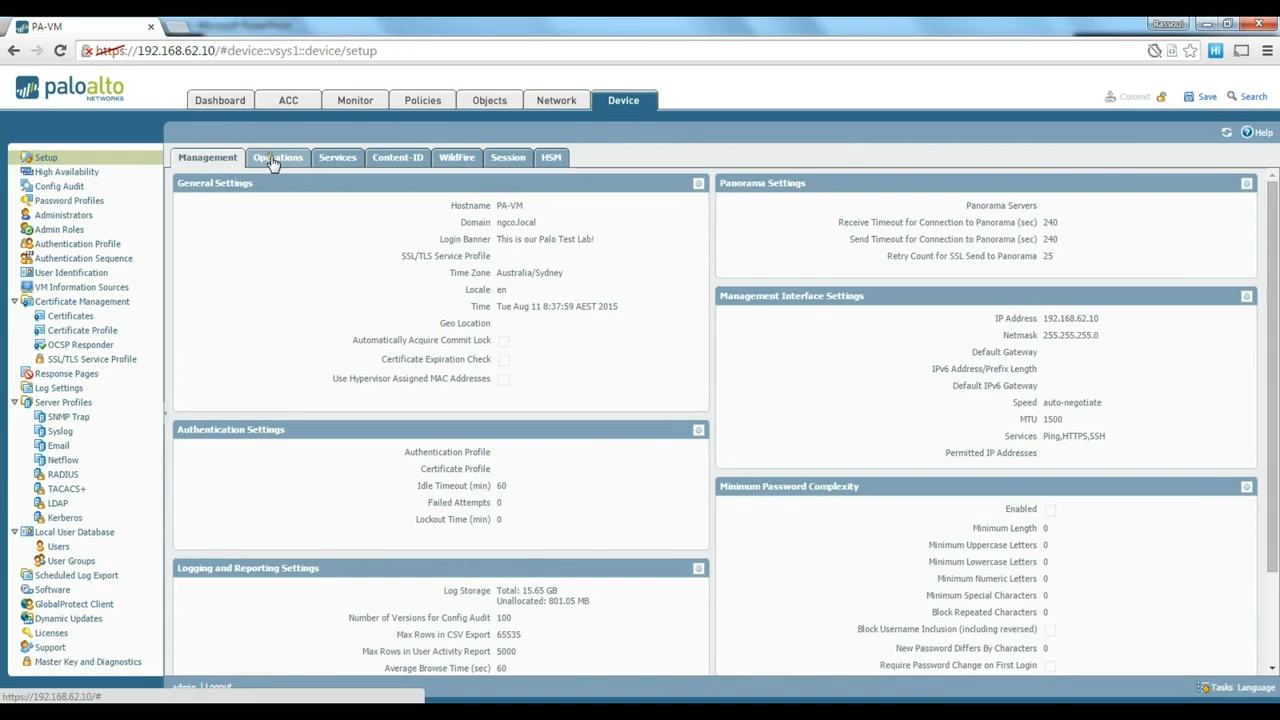 PA-VM
Rassoul
https://192.168.62.10/#device::vsys1::device/setup
Hi
paloalto
NETWORKS
Dashboard ACC Monitor Policies Objects Network Device
Commit Save Search
Help
Setup
High Availability
Config Audit
Password Profiles
Administrators
Admin Roles
Authentication Profile
Authentication Sequence
User Identification
VM Information Sources
Certificate Management
Certificates
Certificate Profile
OCSP Responder
SSL/TLS Service Profile
Response Pages
Log Settings
Server Profiles
SNMP Trap
Syslog
Email
Netflow
RADIUS
TACACS+
LDAP
Kerberos
Local User Database
Users
User Groups
Scheduled Log Export
Software
GlobalProtect Client
Dynamic Updates
Licenses
Support
Master Key and Diagnostics
Management Operations Services Content-ID WildFire Session HSM
General Settings
Hostname PA-VM
Domain ngco.local
Login Banner This is our Palo Test Lab!
SSL/TLS Service Profile
Time Zone Australia/Sydney
Locale en
Time Tue Aug 11 8:37:59 AEST 2015
Geo Location
Automatically Acquire Commit Lock
Certificate Expiration Check
Use Hypervisor Assigned MAC Addresses
Authentication Settings
Authentication Profile
Certificate Profile
Idle Timeout (min) 60
Failed Attempts 0
Lockout Time (min) 0
Logging and Reporting Settings
Log Storage Total: 15.65 GB
Unallocated: 801.05 MB
Number of Versions for Config Audit 100
Max Rows in CSV Export 65535
Max Rows in User Activity Report 5000
Average Browse Time (sec) 60
Panorama Settings
Panorama Servers
Receive Timeout for Connection to Panorama (sec) 240
Send Timeout for Connection to Panorama (sec) 240
Retry Count for SSL Send to Panorama 25
Management Interface Settings
IP Address 192.168.62.10
Netmask 255.255.255.0
Default Gateway
IPv6 Address/Prefix Length
Default IPv6 Gateway
Speed auto-negotiate
MTU 1500
Services Ping,HTTPS,SSH
Permitted IP Addresses
Minimum Password Complexity
Enabled
Minimum Length 0
Minimum Uppercase Letters 0
Minimum Lowercase Letters 0
Minimum Numeric Letters 0
Minimum Special Characters 0
Block Repeated Characters 0
Block Username Inclusion (including reversed)
New Password Differs By Characters 0
Require Password Change on First Login
admin | Logout
Tasks Language
https://192.168.62.10/#